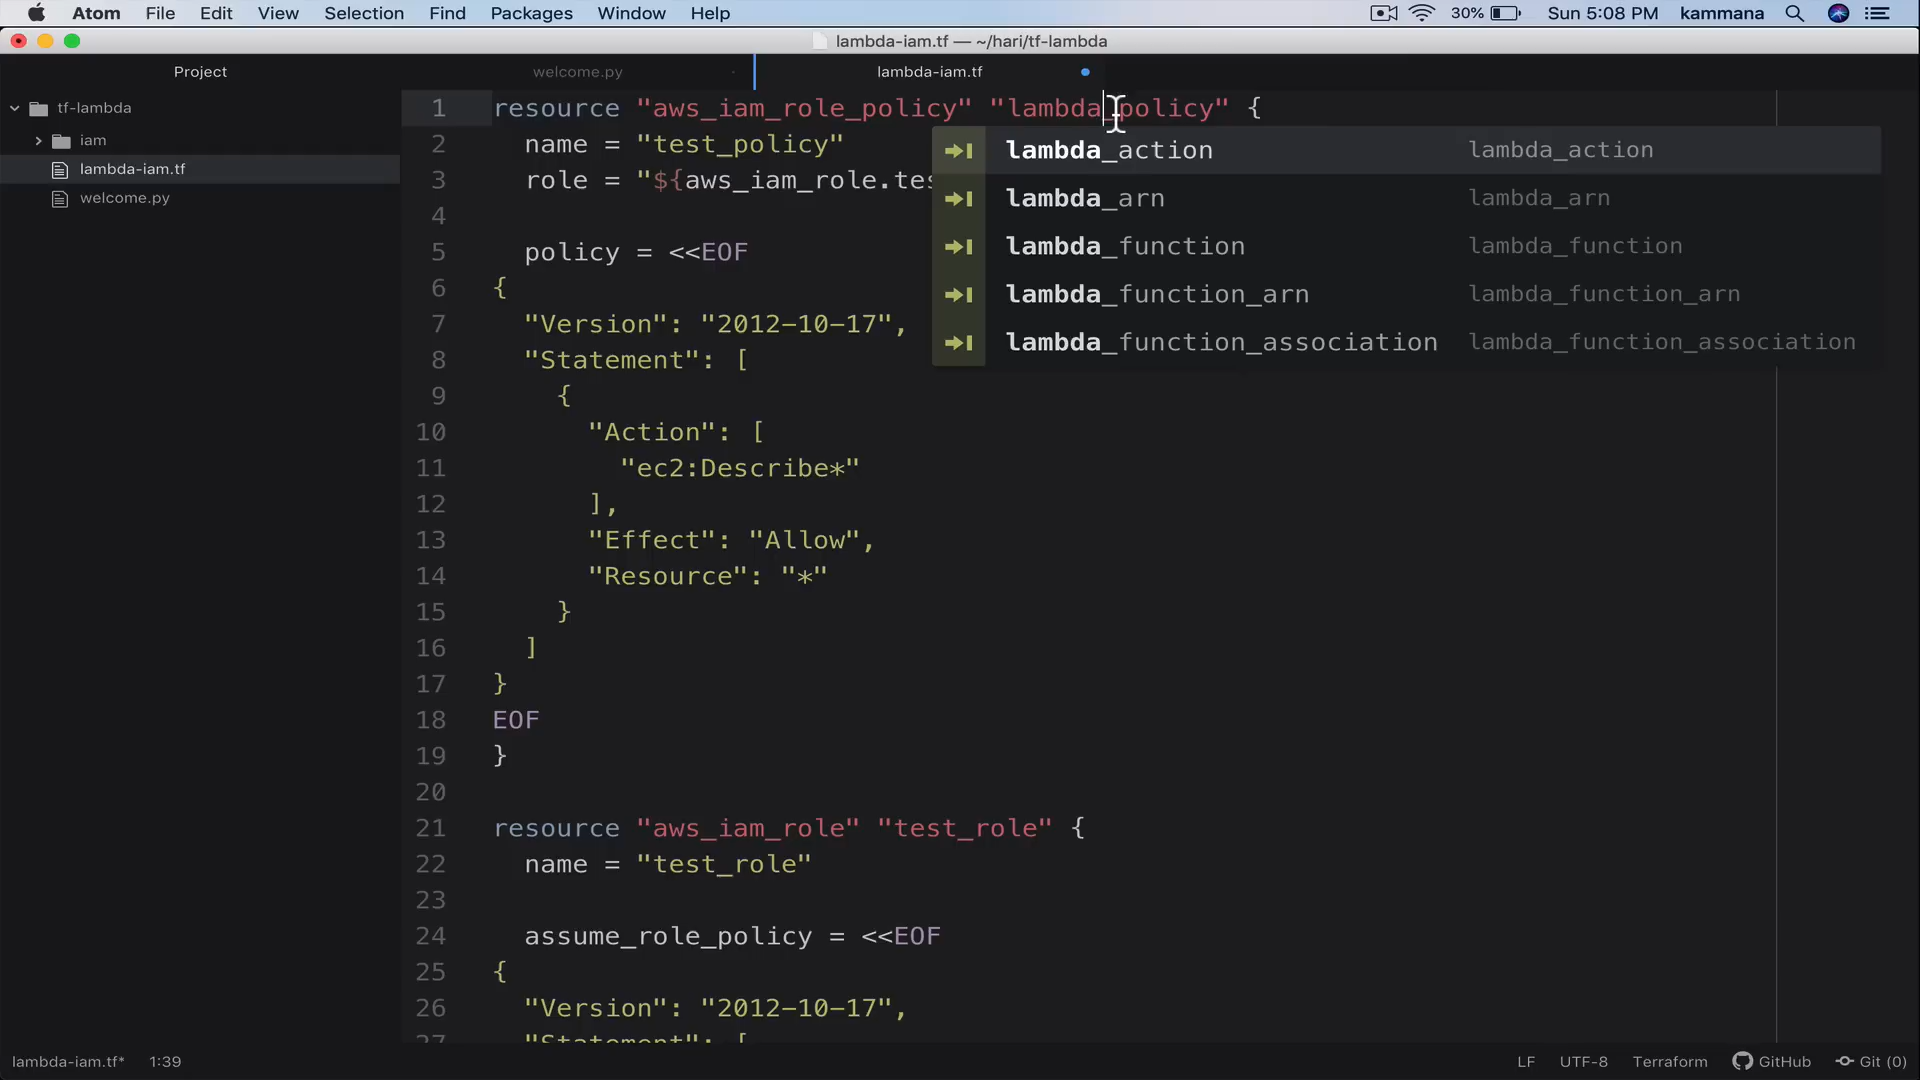 Atom File Edit View Selection Find Packages Window Help 30% Sun 5:08 PM kammana
lambda-iam.tf — ~/hari/tf-lambda
Project welcome.py lambda-iam.tf
tf-lambda
iam
lambda-iam.tf
welcome.py
1 resource "aws_iam_role_policy" "lambda_policy" {
2 name = "test_policy"
3 role = "${aws_iam_role.tes
4
5 policy = <<EOF
6 {
7 "Version": "2012-10-17",
8 "Statement": [
9 {
10 "Action": [
11 "ec2:Describe*"
12 ],
13 "Effect": "Allow",
14 "Resource": "*"
15 }
16 ]
17 }
18 EOF
19 }
20
21 resource "aws_iam_role" "test_role" {
22 name = "test_role"
23
24 assume_role_policy = <<EOF
25 {
26 "Version": "2012-10-17",
27 "Statement": [
lambda_action lambda_action
lambda_arn lambda_arn
lambda_function lambda_function
lambda_function_arn lambda_function_arn
lambda_function_association lambda_function_association
lambda-iam.tf* 1:39 LF UTF-8 Terraform GitHub Git (0)